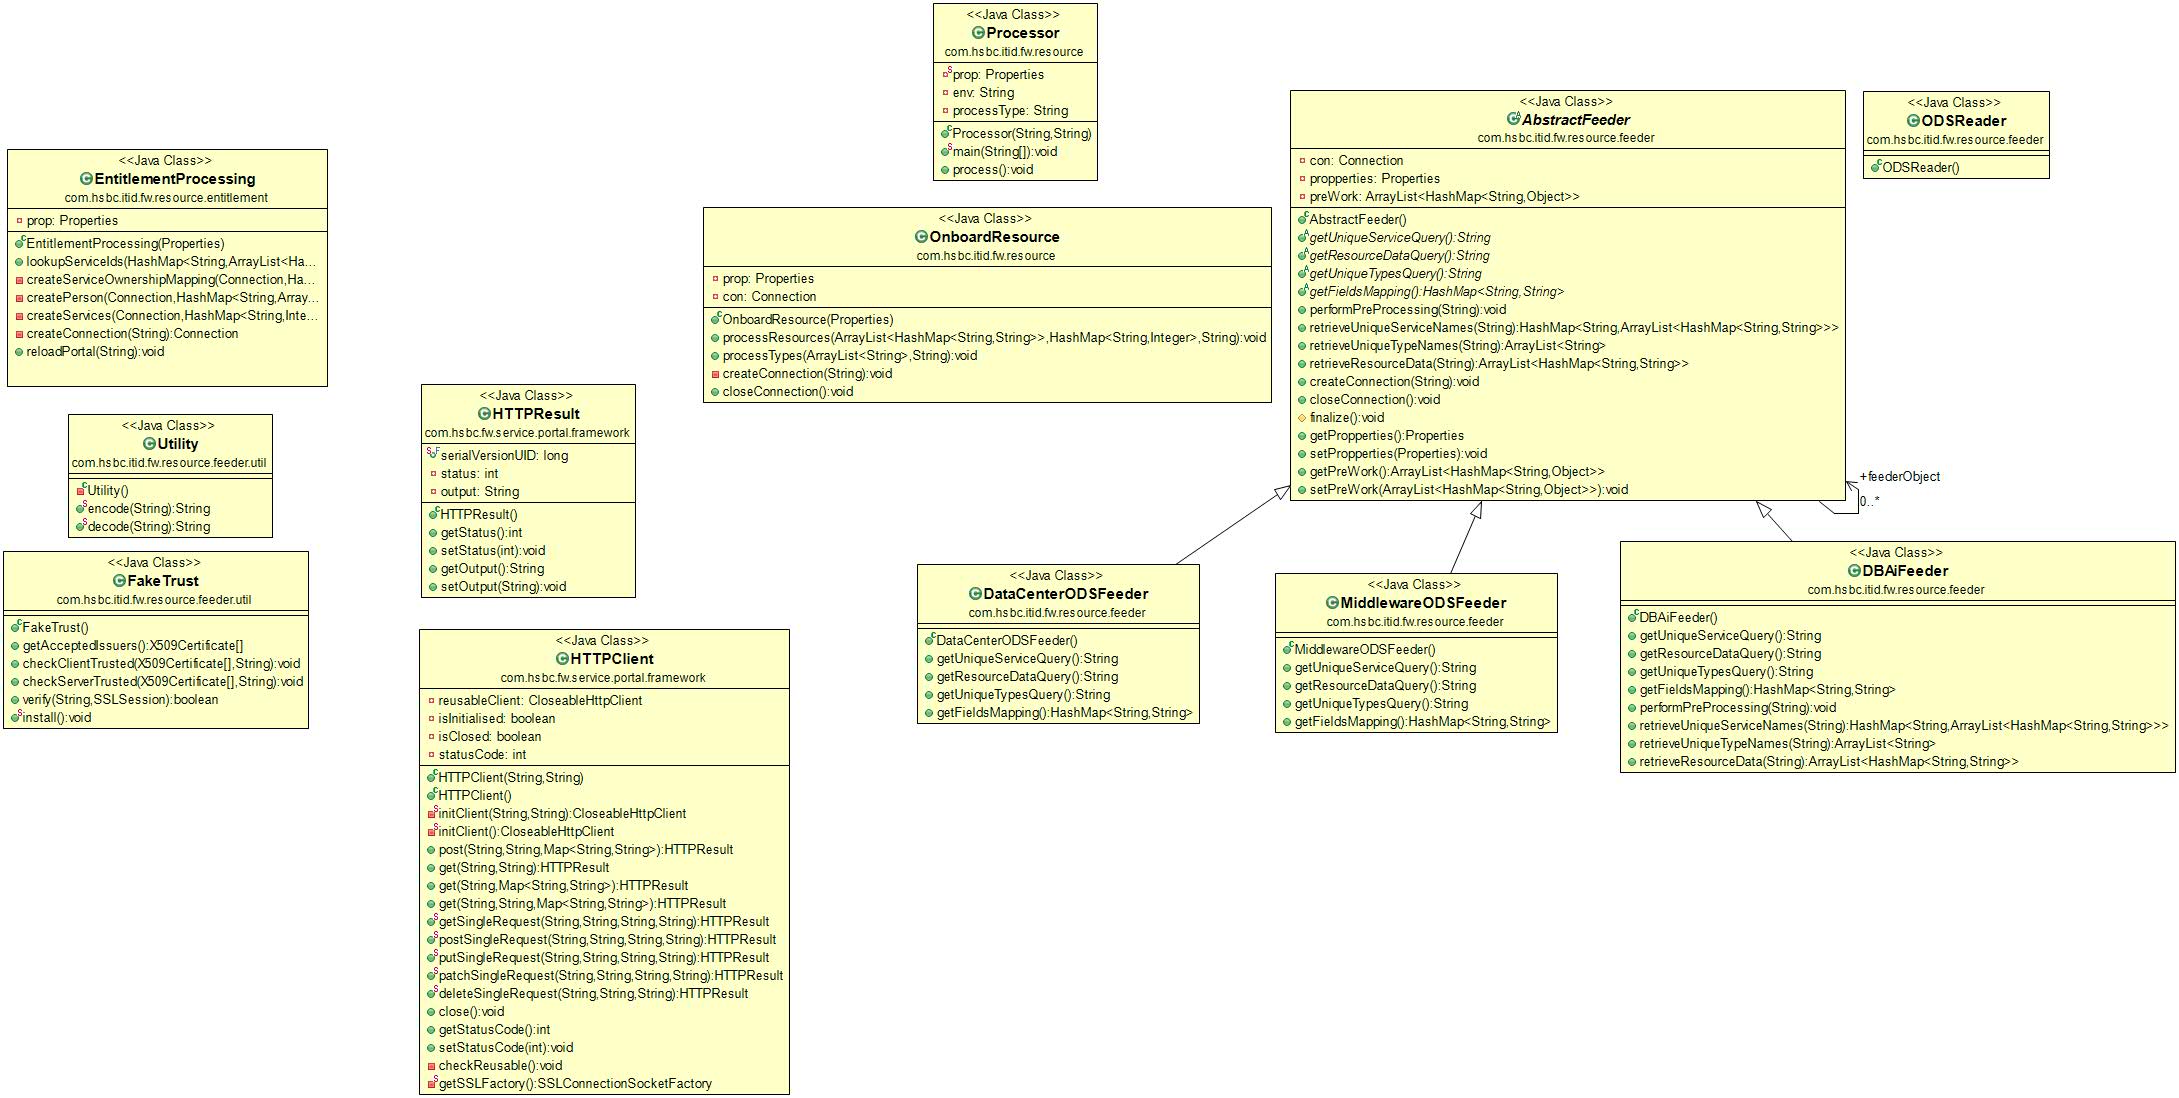 <<Java Class>>
Processor
com.hsbc.itid.fw.resource
prop: Properties
env: String
processType: String
Processor(String,String)
main(String[]):void
process():void
<<Java Class>>
AbstractFeeder
com.hsbc.itid.fw.resource.feeder
con: Connection
propperties: Properties
preWork: ArrayList<HashMap<String,Object>>
AbstractFeeder()
getUniqueServiceQuery():String
getResourceDataQuery():String
getUniqueTypesQuery():String
getFieldsMapping():HashMap<String,String>
performPreProcessing(String):void
retrieveUniqueServiceNames(String):HashMap<String,ArrayList<HashMap<String,String>>>
retrieveUniqueTypeNames(String):ArrayList<String>
retrieveResourceData(String):ArrayList<HashMap<String,String>>
createConnection(String):void
closeConnection():void
finalize():void
getPropperties():Properties
setPropperties(Properties):void
getPreWork():ArrayList<HashMap<String,Object>>
setPreWork(ArrayList<HashMap<String,Object>>):void
+feederObject
0..*
<<Java Class>>
ODSReader
com.hsbc.itid.fw.resource.feeder
ODSReader()
<<Java Class>>
EntitlementProcessing
com.hsbc.itid.fw.resource.entitlement
prop: Properties
EntitlementProcessing(Properties)
lookupServiceIds(HashMap<String,ArrayList<Ha...
createServiceOwnershipMapping(Connection,Ha...
createPerson(Connection,HashMap<String,Array...
createServices(Connection,HashMap<String,Inte...
createConnection(String):Connection
reloadPortal(String):void
<<Java Class>>
OnboardResource
com.hsbc.itid.fw.resource
prop: Properties
con: Connection
OnboardResource(Properties)
processResources(ArrayList<HashMap<String,String>>,HashMap<String,Integer>,String):void
processTypes(ArrayList<String>,String):void
createConnection(String):void
closeConnection():void
<<Java Class>>
HTTPResult
com.hsbc.fw.service.portal.framework
serialVersionUID: long
status: int
output: String
HTTPResult()
getStatus():int
setStatus(int):void
getOutput():String
setOutput(String):void
<<Java Class>>
Utility
com.hsbc.itid.fw.resource.feeder.util
Utility()
encode(String):String
decode(String):String
<<Java Class>>
FakeTrust
com.hsbc.itid.fw.resource.feeder.util
FakeTrust()
getAcceptedIssuers():X509Certificate[]
checkClientTrusted(X509Certificate[],String):void
checkServerTrusted(X509Certificate[],String):void
verify(String,SSLSession):boolean
install():void
<<Java Class>>
HTTPClient
com.hsbc.fw.service.portal.framework
reusableClient: CloseableHttpClient
isInitialised: boolean
isClosed: boolean
statusCode: int
HTTPClient(String,String)
HTTPClient()
initClient(String,String):CloseableHttpClient
initClient():CloseableHttpClient
post(String,String,Map<String,String>):HTTPResult
get(String,String):HTTPResult
get(String,Map<String,String>):HTTPResult
get(String,String,Map<String,String>):HTTPResult
getSingleRequest(String,String,String,String):HTTPResult
postSingleRequest(String,String,String,String):HTTPResult
putSingleRequest(String,String,String,String):HTTPResult
patchSingleRequest(String,String,String,String):HTTPResult
deleteSingleRequest(String,String,String):HTTPResult
close():void
getStatusCode():int
setStatusCode(int):void
checkReusable():void
getSSLFactory():SSLConnectionSocketFactory
<<Java Class>>
DataCenterODSFeeder
com.hsbc.itid.fw.resource.feeder
DataCenterODSFeeder()
getUniqueServiceQuery():String
getResourceDataQuery():String
getUniqueTypesQuery():String
getFieldsMapping():HashMap<String,String>
<<Java Class>>
MiddlewareODSFeeder
com.hsbc.itid.fw.resource.feeder
MiddlewareODSFeeder()
getUniqueServiceQuery():String
getResourceDataQuery():String
getUniqueTypesQuery():String
getFieldsMapping():HashMap<String,String>
<<Java Class>>
DBAiFeeder
com.hsbc.itid.fw.resource.feeder
DBAiFeeder()
getUniqueServiceQuery():String
getResourceDataQuery():String
getUniqueTypesQuery():String
getFieldsMapping():HashMap<String,String>
performPreProcessing(String):void
retrieveUniqueServiceNames(String):HashMap<String,ArrayList<HashMap<String,String>>>
retrieveUniqueTypeNames(String):ArrayList<String>
retrieveResourceData(String):ArrayList<HashMap<String,String>>